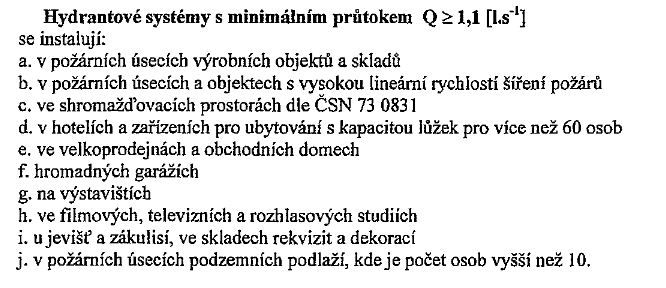 Hydrantové systémy s minimálním průtokem Q ≥ 1,1 [l.s⁻¹]
se instalují:
a. v požárních úsecích výrobních objektů a skladů
b. v požárních úsecích a objektech s vysokou lineární rychlostí šíření požárů
c. ve shromažďovacích prostorách dle ČSN 73 0831
d. v hotelích a zařízeních pro ubytování s kapacitou lůžek pro více než 60 osob
e. ve velkoprodejnách a obchodních domech
f. hromadných garážích
g. na výstavištích
h. ve filmových, televizních a rozhlasových studiích
i. u jevišť a zákulisí, ve skladech rekvizit a dekorací
j. v požárních úsecích podzemních podlaží, kde je počet osob vyšší než 10.